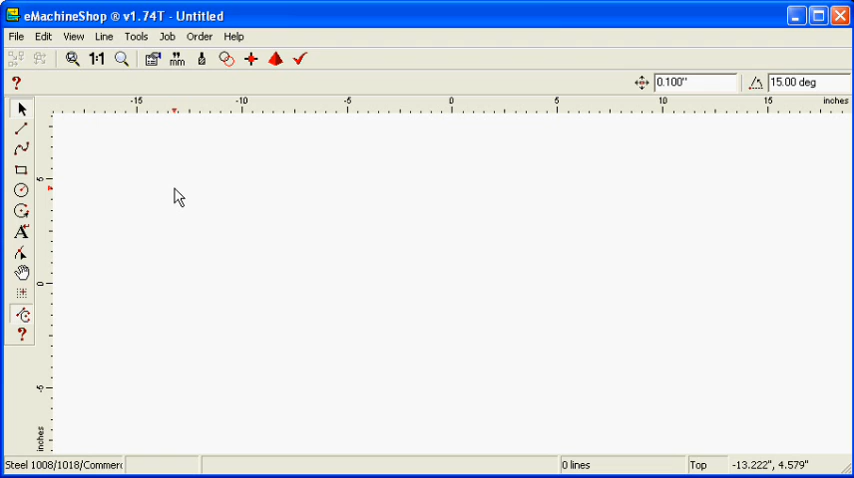 eMachineShop ® v1.74T - Untitled
File Edit View Line Tools Job Order Help
1:1 mm
? 0.100" 15.00 deg
-15 -10 -5 0 5 10 15 inches
A
?
5
0
-5
inches
Steel 1008/1018/Commerc 0 lines Top -13.222", 4.579"